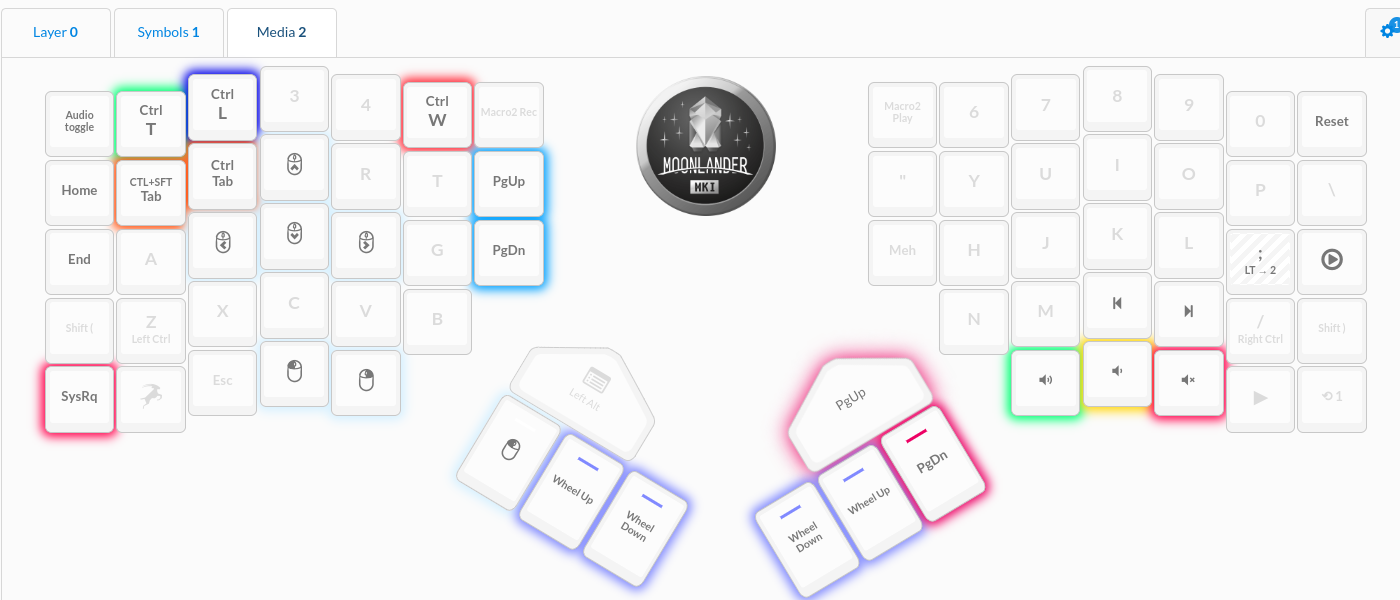 Layer 0
Symbols 1
Media 2
1
Audio
toggle
Ctrl
T
Ctrl
L
3
4
Ctrl
W
Macro2 Rec
Home
CTL+SFT
Tab
Ctrl
Tab
R
T
PgUp
End
A
G
PgDn
Shift (
Z
Left Ctrl
X
C
V
B
SysRq
Esc
Left Alt
Wheel Up
Wheel
Down
MOONLANDER
MKI
Macro2
Play
6
7
8
9
0
Reset
"
Y
U
I
O
P
\
Meh
H
J
K
L
;
LT → 2
N
M
/
Right Ctrl
Shift )
1
PgUp
PgDn
Wheel Up
Wheel
Down